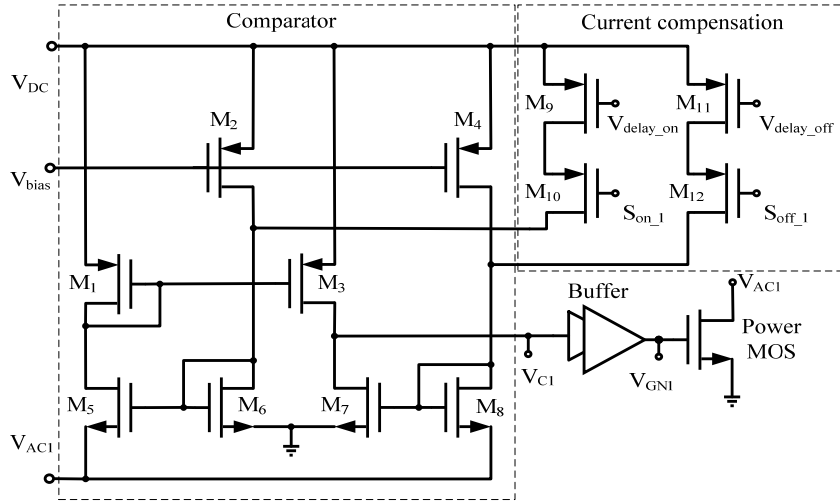 Comparator
Current compensation
V_DC
M_2
M_4
M_9
V_delay_on
M_11
V_delay_off
V_bias
M_10
S_on_1
M_12
S_off_1
M_1
M_3
V_AC1
Buffer
Power
MOS
V_C1
V_GN1
M_5
M_6
M_7
M_8
V_AC1